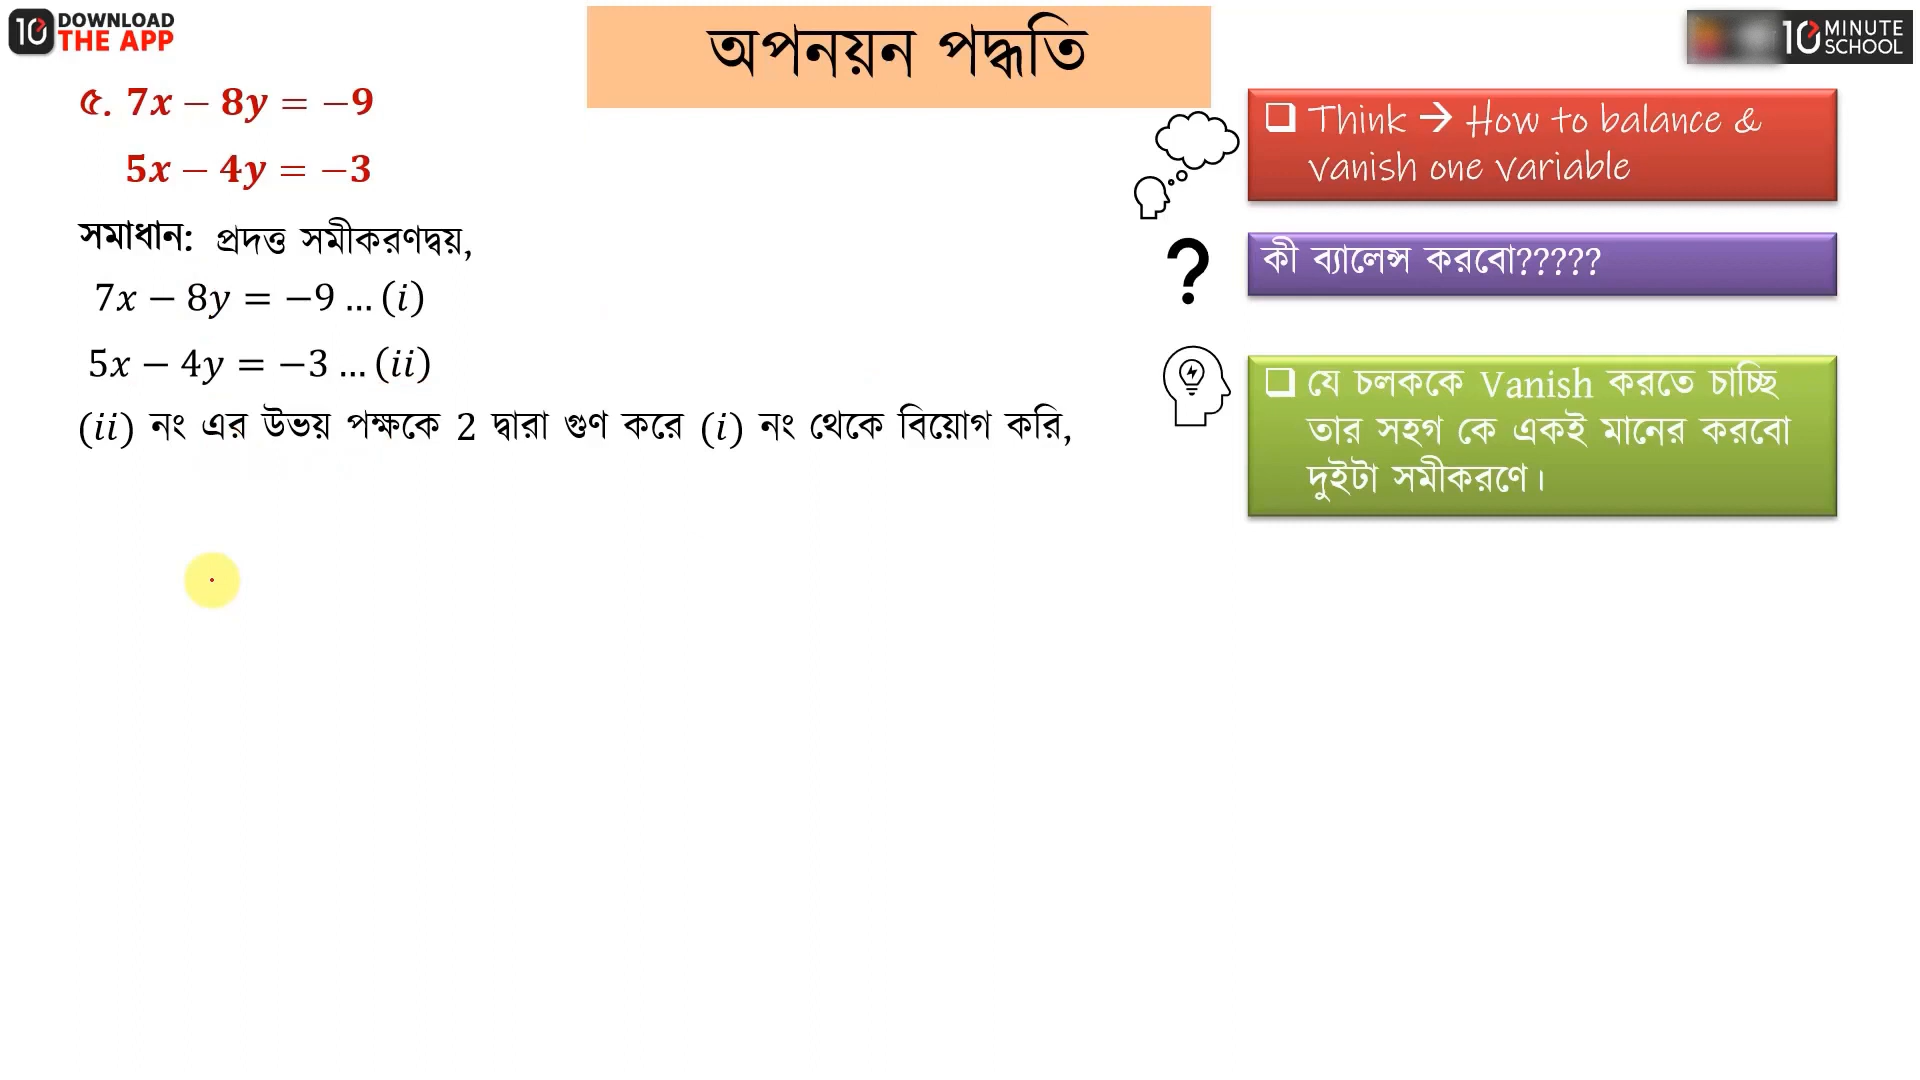 10 DOWNLOAD
THE APP
অপনয়ন পদ্ধতি
10 MINUTE
SCHOOL
৫. 7x − 8y = −9
5x − 4y = −3
সমাধান: প্রদত্ত সমীকরণদ্বয়,
7x − 8y = −9 ... (i)
5x − 4y = −3 ... (ii)
(ii) নং এর উভয় পক্ষকে 2 দ্বারা গুণ করে (i) নং থেকে বিয়োগ করি,
❑ Think → How to balance &
vanish one variable
?
কী ব্যালেন্স করবো?????
❑ যে চলককে Vanish করতে চাচ্ছি
তার সহগ কে একই মানের করবো
দুইটা সমীকরণে।